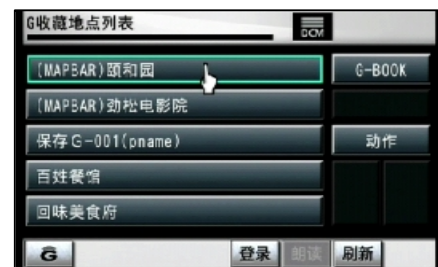 G收藏地点列表
DCM
(MAPBAR)颐和园
G-BOOK
(MAPBAR)劲松电影院
保存G-001(pname)
动作
百姓餐馆
回味美食府
G
登录
朗读
刷新